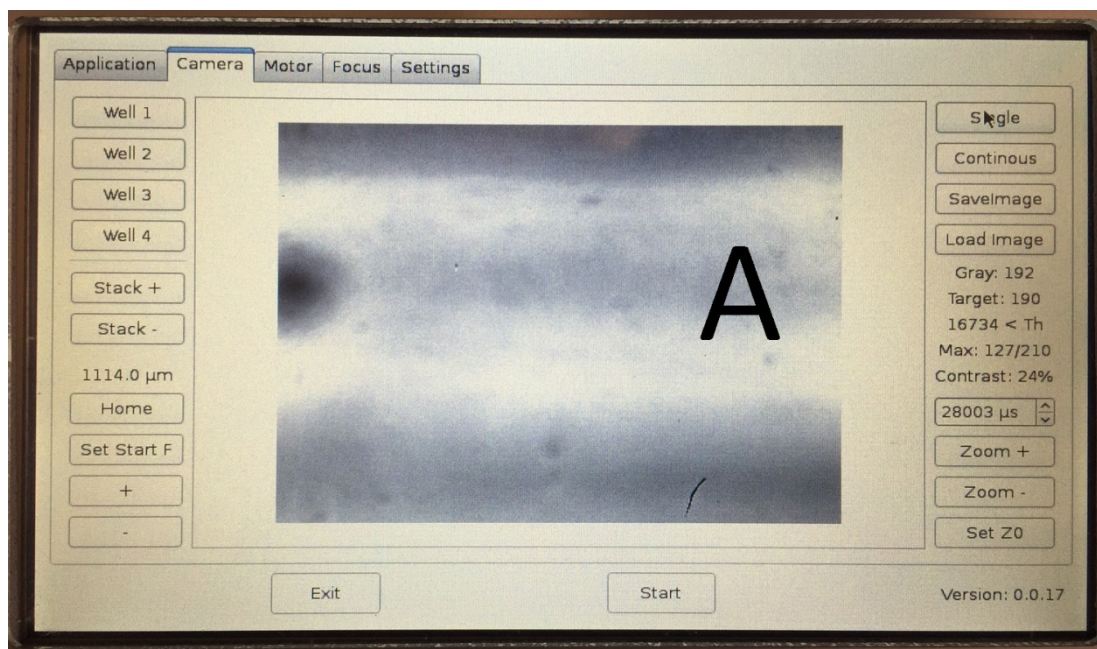 Application Camera Motor Focus Settings
Well 1
Well 2
Well 3
Well 4
Stack +
Stack -
1114.0 µm
Home
Set Start F
+
-
A
Single
Continous
SaveImage
Load Image
Gray: 192
Target: 190
16734 < Th
Max: 127/210
Contrast: 24%
28003 µs
Zoom +
Zoom -
Set Z0
Exit
Start
Version: 0.0.17